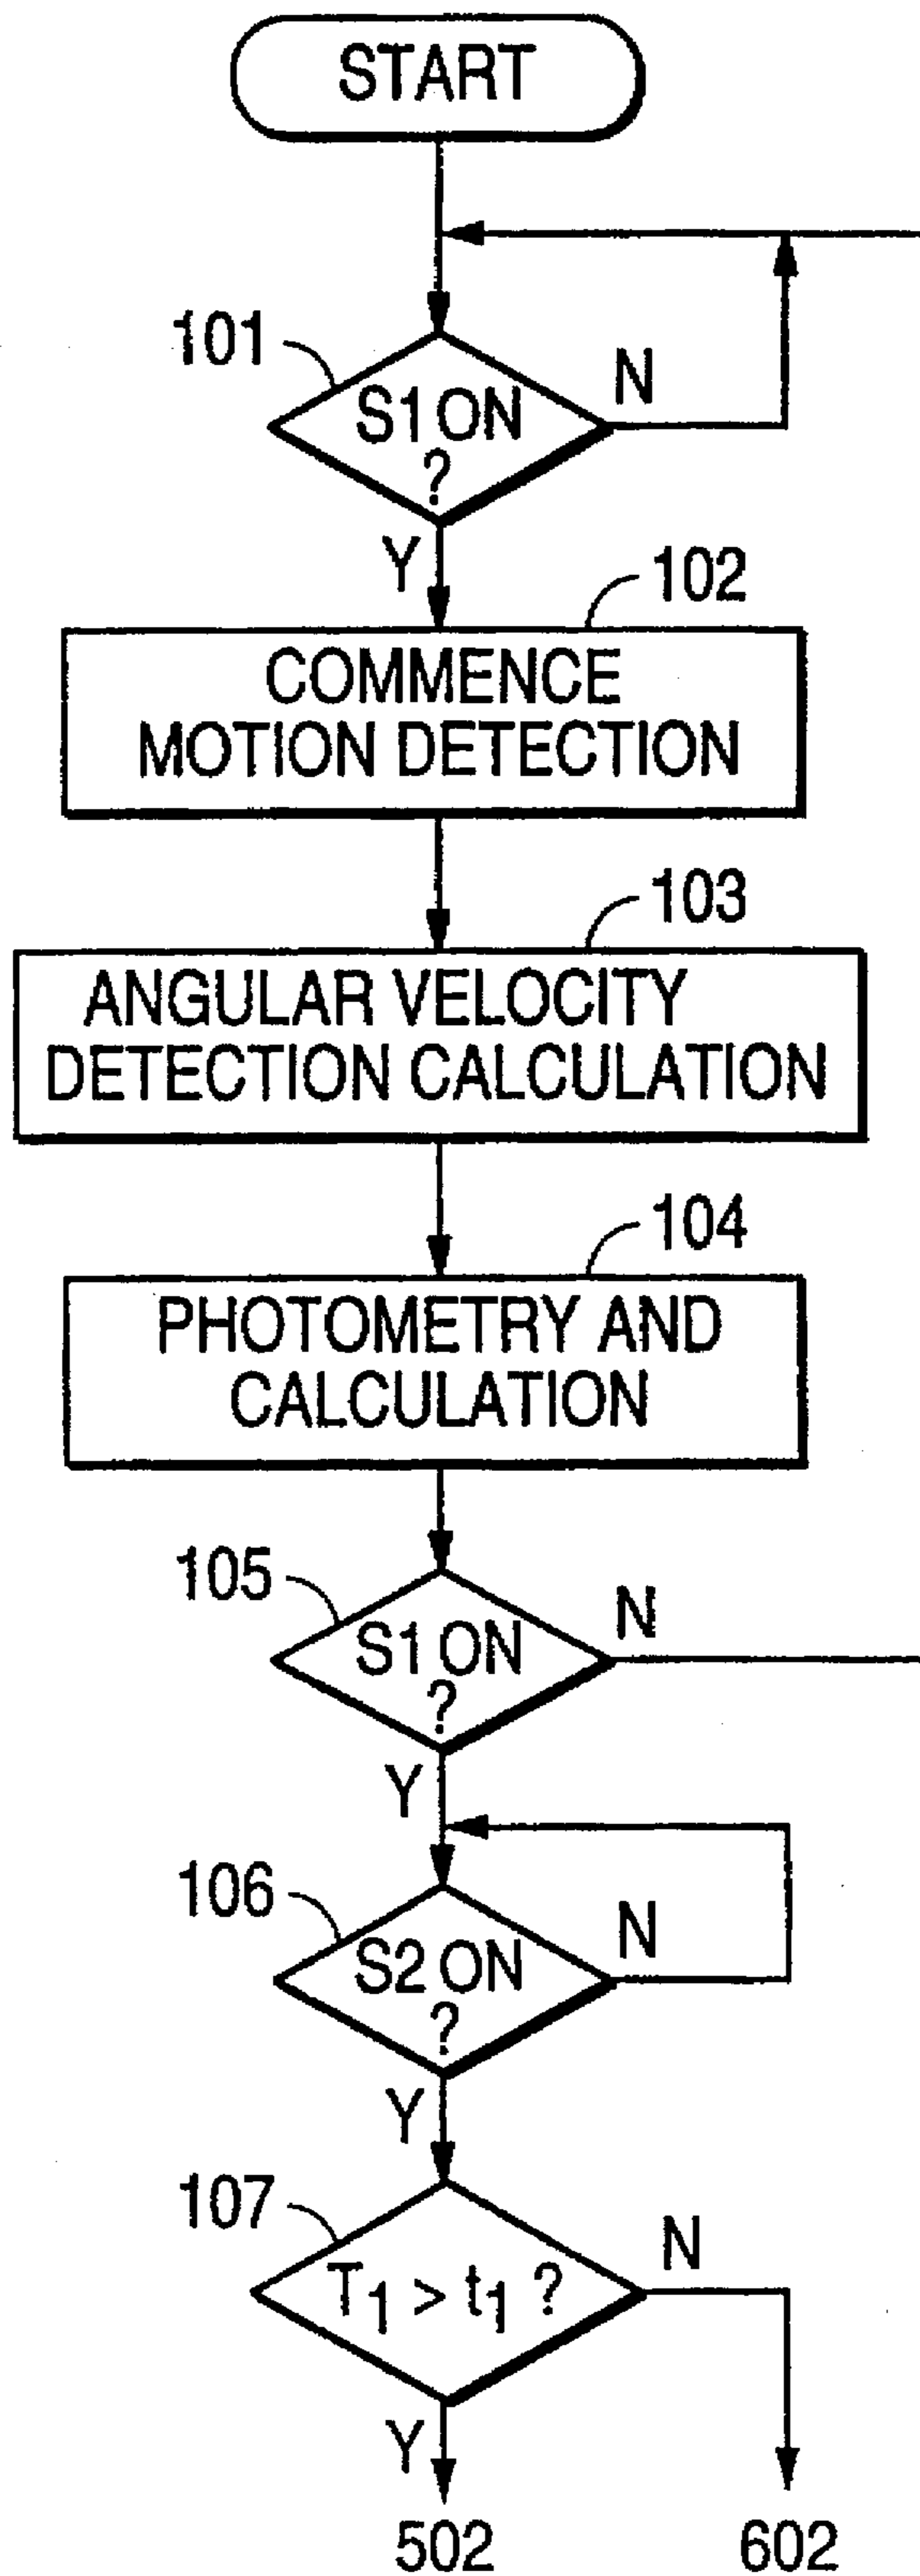 START
101
S1 ON
?
N
Y
102
COMMENCE
MOTION DETECTION
103
ANGULAR VELOCITY
DETECTION CALCULATION
104
PHOTOMETRY AND
CALCULATION
105
S1 ON
?
N
Y
106
S2 ON
?
N
Y
107
T1 > t1 ?
N
Y
502
602